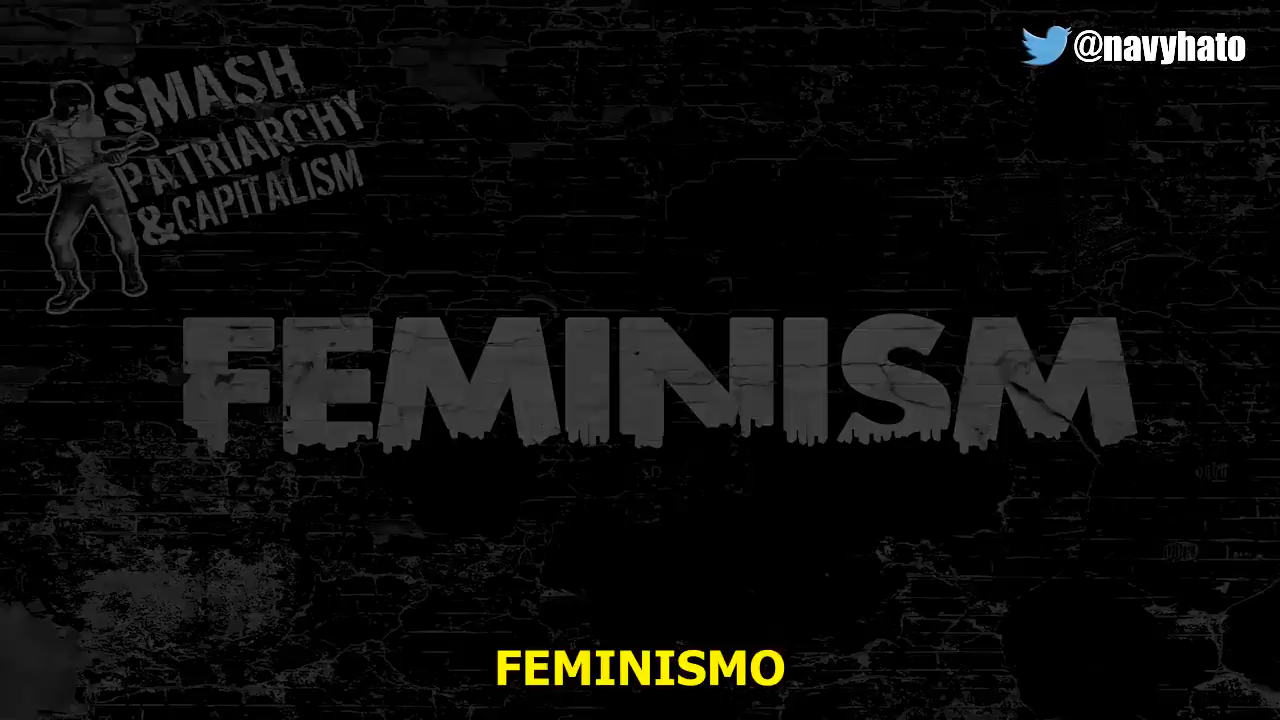 @navyhato
SMASH
PATRIARCHY
&CAPITALISM
FEMINISM
FEMINISMO